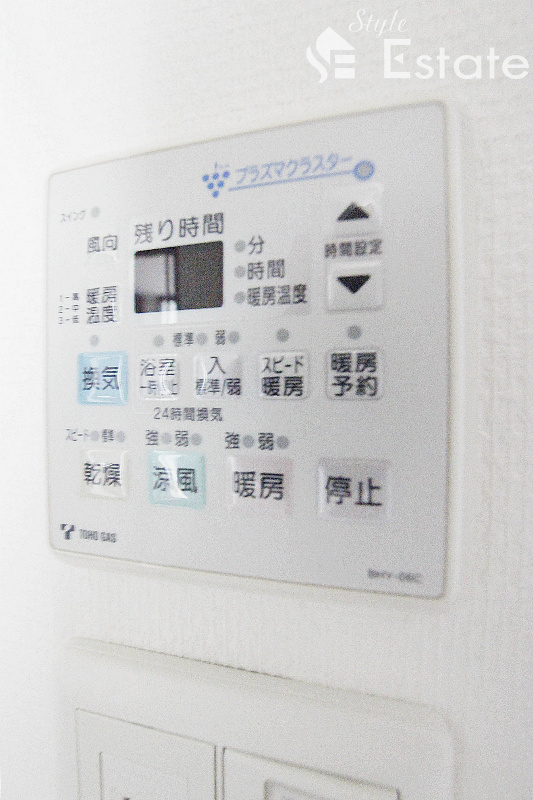 Style
Estate
プラズマクラスター
スイング
風向
残り時間
分
時間
暖房温度
時間設定
1-高
2-中
3-低
暖房
温度
標準 弱
換気
浴室
一時停止
入
標準/弱
スピード
暖房
暖房
予約
24時間換気
スピード 標準
強 弱
強 弱
乾燥
涼風
暖房
停止
TOHO GAS